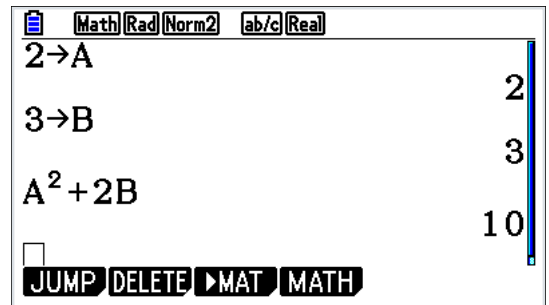 Math Rad Norm2 ab/c Real
2→A
2
3→B
3
A²+2B
10
JUMP DELETE ▶MAT MATH